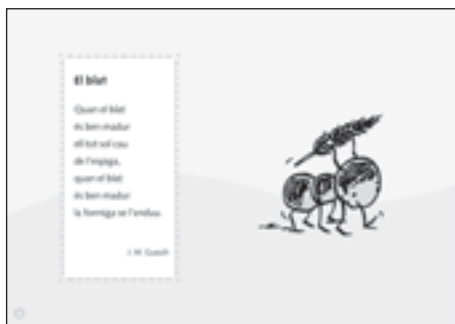 El blat
Quan el blat
és ben madur
ell tot sol cau
de l'espiga,
quan el blat
és ben madur
la formiga se l'enduu.
J. M. Guasch